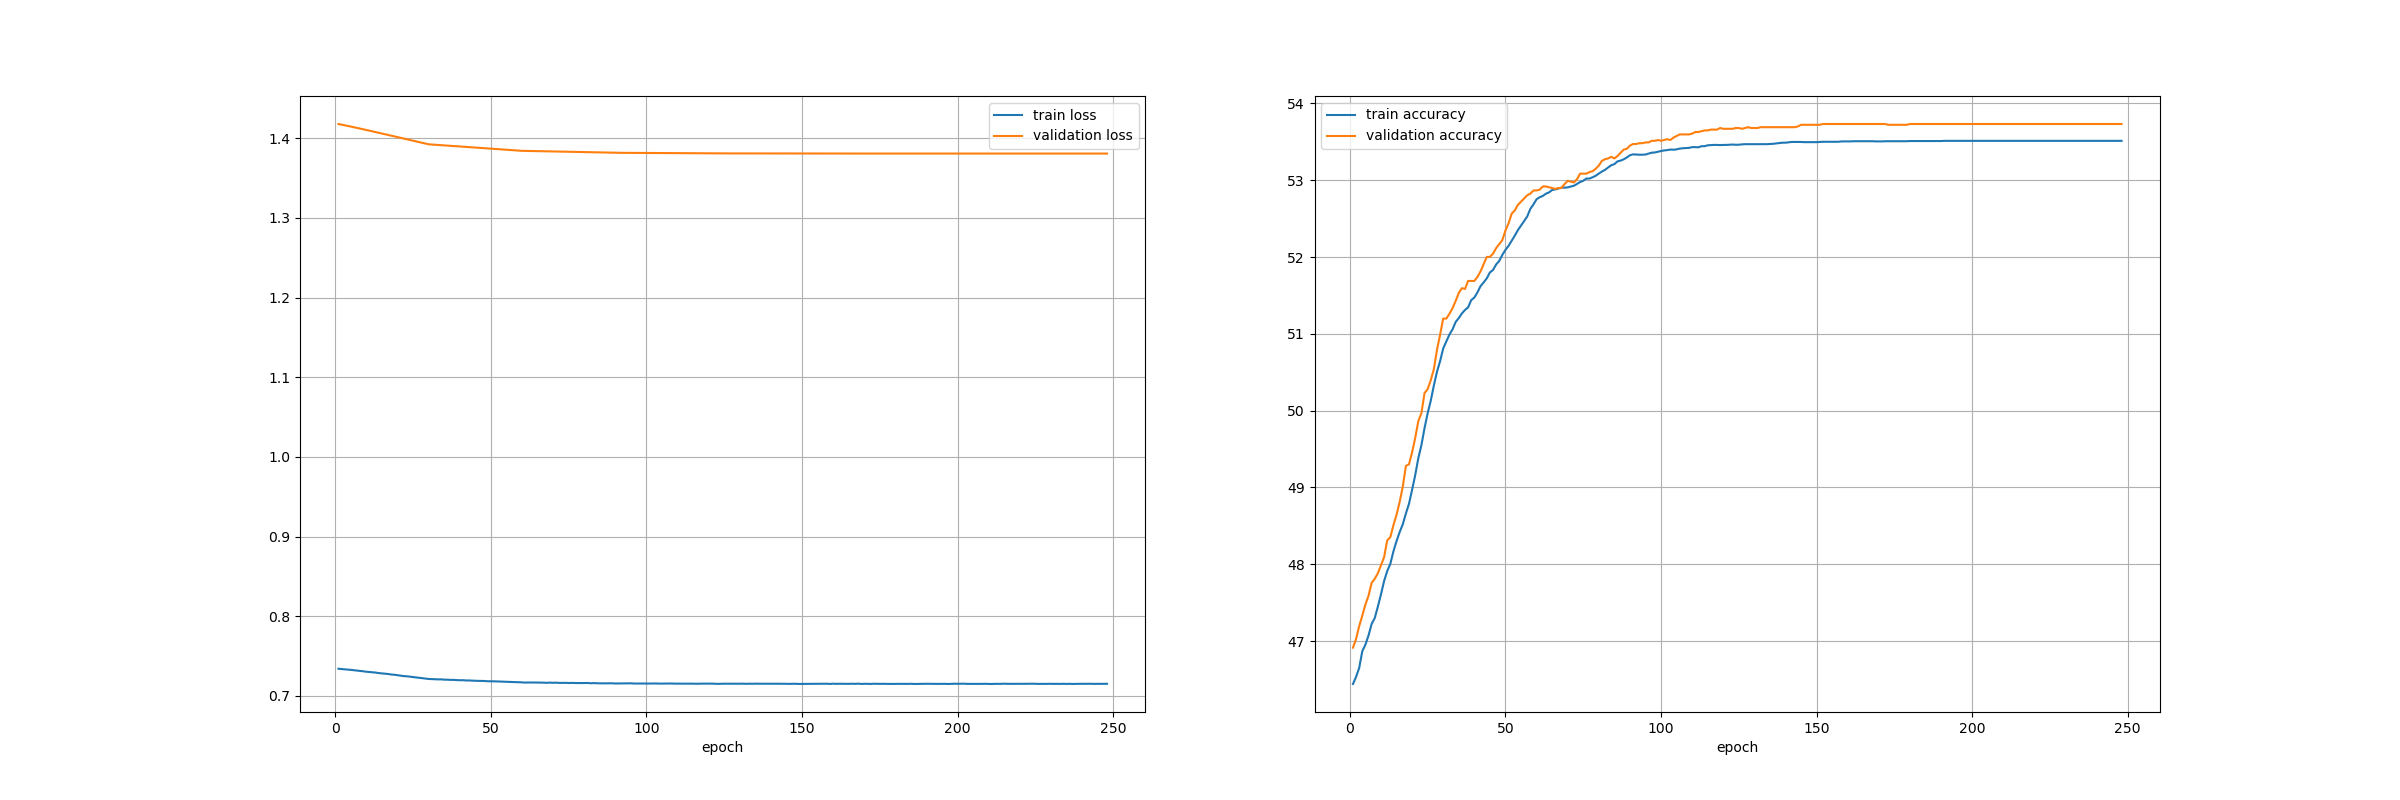 train loss
validation loss
1.4
1.3
1.2
1.1
1.0
0.9
0.8
0.7
0 50 100 150 200 250
epoch
train accuracy
validation accuracy
54
53
52
51
50
49
48
47
0 50 100 150 200 250
epoch